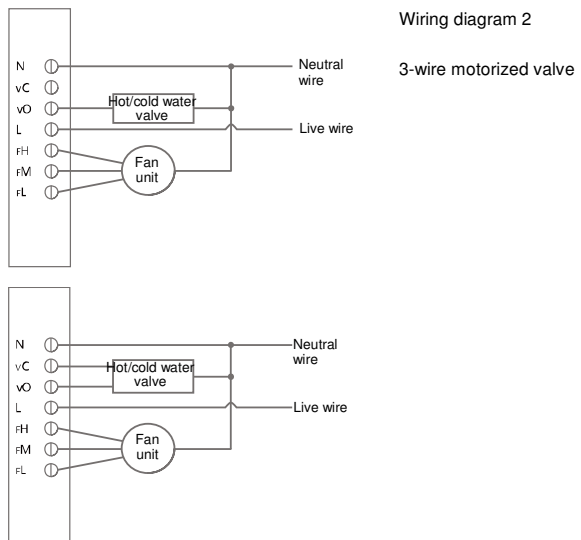 Wiring diagram 2
3-wire motorized valve
N
vC
vO
L
FH
FM
FL
Hot/cold water
valve
Fan
unit
Neutral
wire
Live wire
N
vC
vO
L
FH
FM
FL
Hot/cold water
valve
Fan
unit
Neutral
wire
Live wire